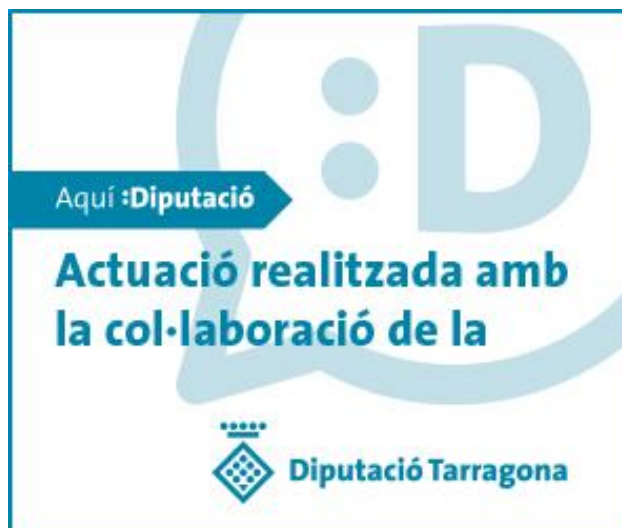 :D
Aquí :Diputació
Actuació realitzada amb
la col·laboració de la
Diputació Tarragona